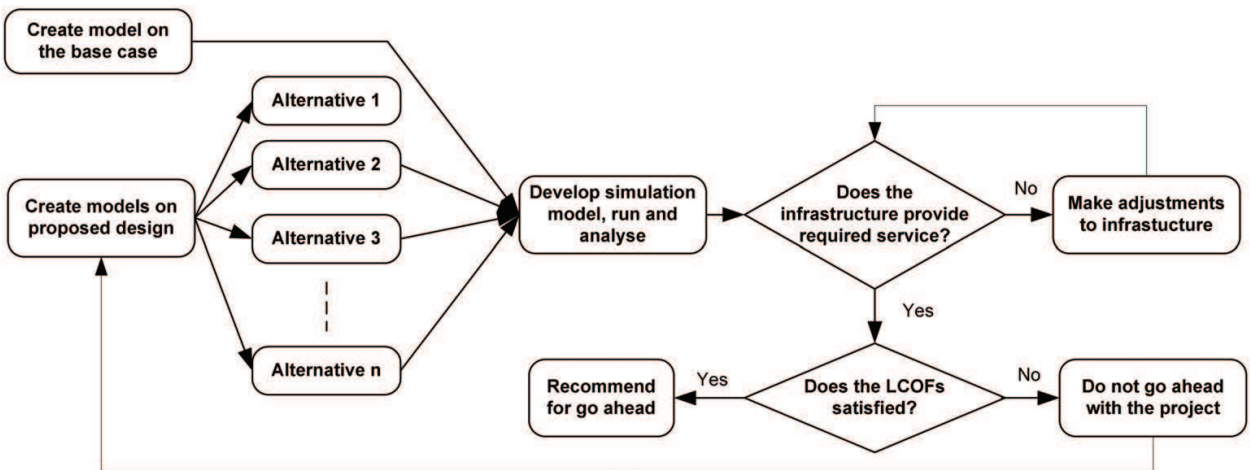 Create model on
the base case
Alternative 1
Alternative 2
Create models on
proposed design
Alternative 3
Alternative n
Develop simulation
model, run and
analyse
Does the
infrastructure provide
required service?
No
Make adjustments
to infrastucture
Yes
Recommend
for go ahead
Yes
Does the LCOFs
satisfied?
No
Do not go ahead
with the project